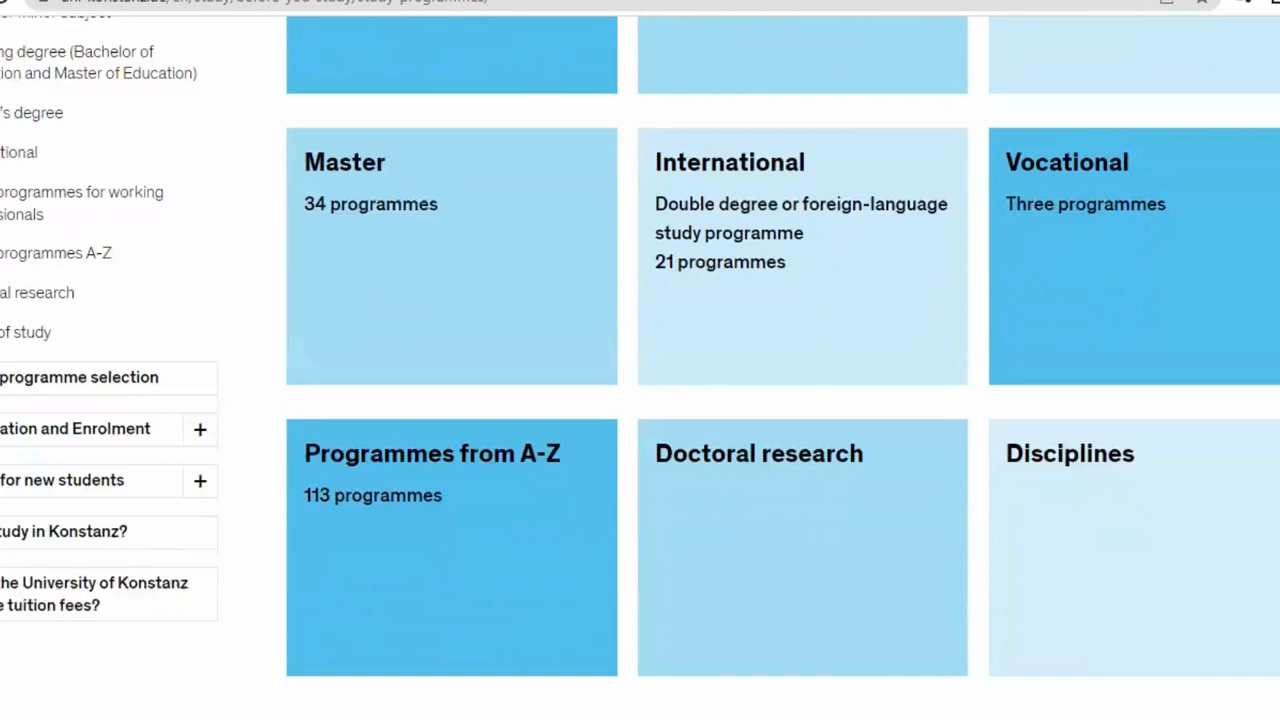 ng degree (Bachelor of
ion and Master of Education)
's degree
tional
programmes for working
sionals
programmes A-Z
al research
of study
programme selection
ation and Enrolment
+
for new students
+
tudy in Konstanz?
the University of Konstanz
e tuition fees?
Master
34 programmes
International
Double degree or foreign-language
study programme
21 programmes
Vocational
Three programmes
Programmes from A-Z
113 programmes
Doctoral research
Disciplines